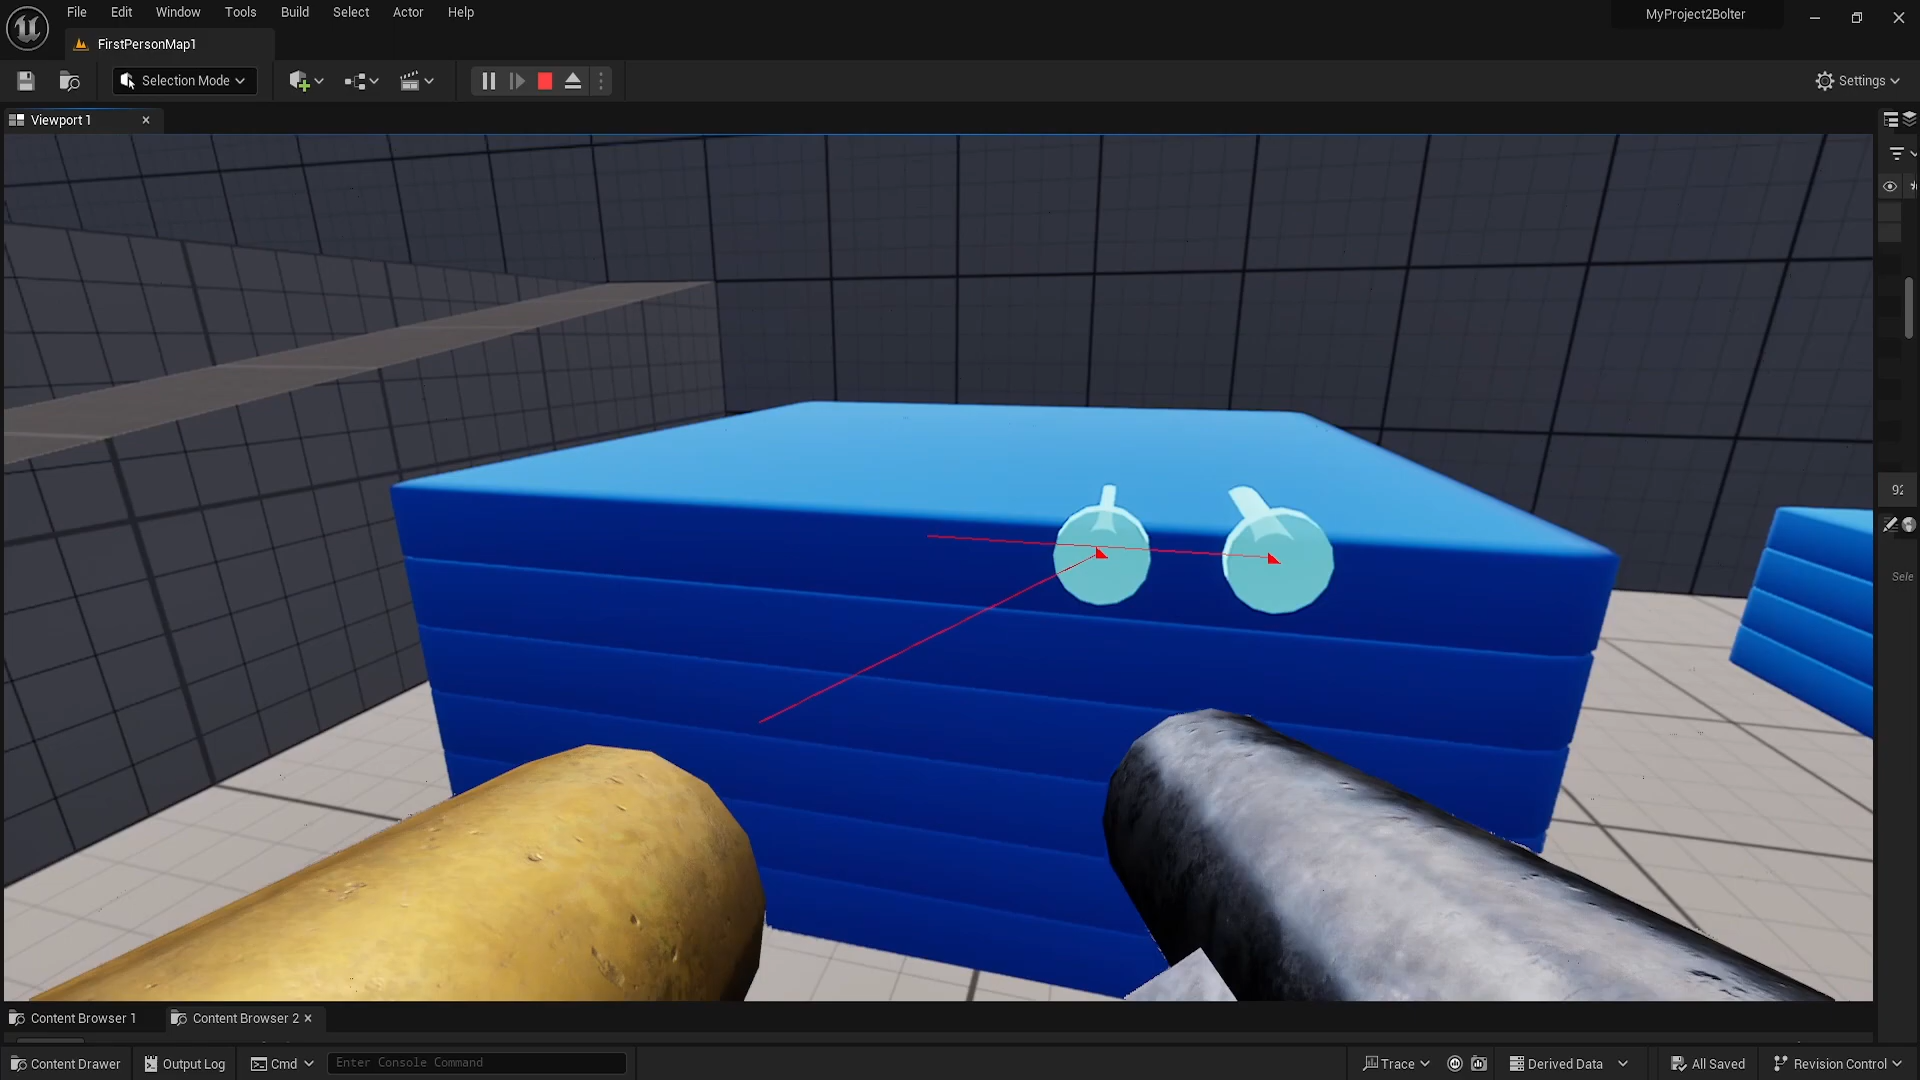 File Edit Window Tools Build Select Actor Help
MyProject2Bolter
FirstPersonMap1
Selection Mode
Settings
Viewport 1
Sele
Content Browser 1
Content Browser 2
Content Drawer
Output Log
Cmd
Enter Console Command
Trace
Derived Data
All Saved
Revision Control